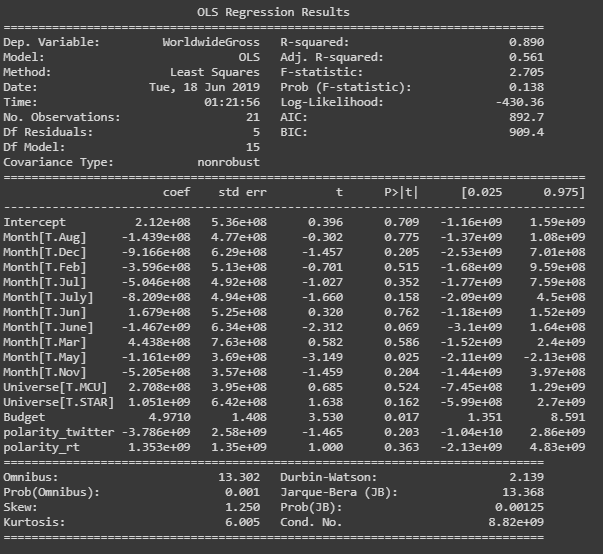 OLS Regression Results
==============================================================================
Dep. Variable: WorldwideGross R-squared: 0.890
Model: OLS Adj. R-squared: 0.561
Method: Least Squares F-statistic: 2.705
Date: Tue, 18 Jun 2019 Prob (F-statistic): 0.138
Time: 01:21:56 Log-Likelihood: -430.36
No. Observations: 21 AIC: 892.7
Df Residuals: 5 BIC: 909.4
Df Model: 15
Covariance Type: nonrobust
====================================================================================
coef std err t P>|t| [0.025 0.975]
------------------------------------------------------------------------------------
Intercept 2.12e+08 5.36e+08 0.396 0.709 -1.16e+09 1.59e+09
Month[T.Aug] -1.439e+08 4.77e+08 -0.302 0.775 -1.37e+09 1.08e+09
Month[T.Dec] -9.166e+08 6.29e+08 -1.457 0.205 -2.53e+09 7.01e+08
Month[T.Feb] -3.596e+08 5.13e+08 -0.701 0.515 -1.68e+09 9.59e+08
Month[T.Jul] -5.046e+08 4.92e+08 -1.027 0.352 -1.77e+09 7.59e+08
Month[T.July] -8.209e+08 4.94e+08 -1.660 0.158 -2.09e+09 4.5e+08
Month[T.Jun] 1.679e+08 5.25e+08 0.320 0.762 -1.18e+09 1.52e+09
Month[T.June] -1.467e+09 6.34e+08 -2.312 0.069 -3.1e+09 1.64e+08
Month[T.Mar] 4.438e+08 7.63e+08 0.582 0.586 -1.52e+09 2.4e+09
Month[T.May] -1.161e+09 3.69e+08 -3.149 0.025 -2.11e+09 -2.13e+08
Month[T.Nov] -5.205e+08 3.57e+08 -1.459 0.204 -1.44e+09 3.97e+08
Universe[T.MCU] 2.708e+08 3.95e+08 0.685 0.524 -7.45e+08 1.29e+09
Universe[T.STAR] 1.051e+09 6.42e+08 1.638 0.162 -5.99e+08 2.7e+09
Budget 4.9710 1.408 3.530 0.017 1.351 8.591
polarity_twitter -3.786e+09 2.58e+09 -1.465 0.203 -1.04e+10 2.86e+09
polarity_rt 1.353e+09 1.35e+09 1.000 0.363 -2.13e+09 4.83e+09
==============================================================================
Omnibus: 13.302 Durbin-Watson: 2.139
Prob(Omnibus): 0.001 Jarque-Bera (JB): 13.368
Skew: 1.250 Prob(JB): 0.00125
Kurtosis: 6.005 Cond. No. 8.82e+09
==============================================================================